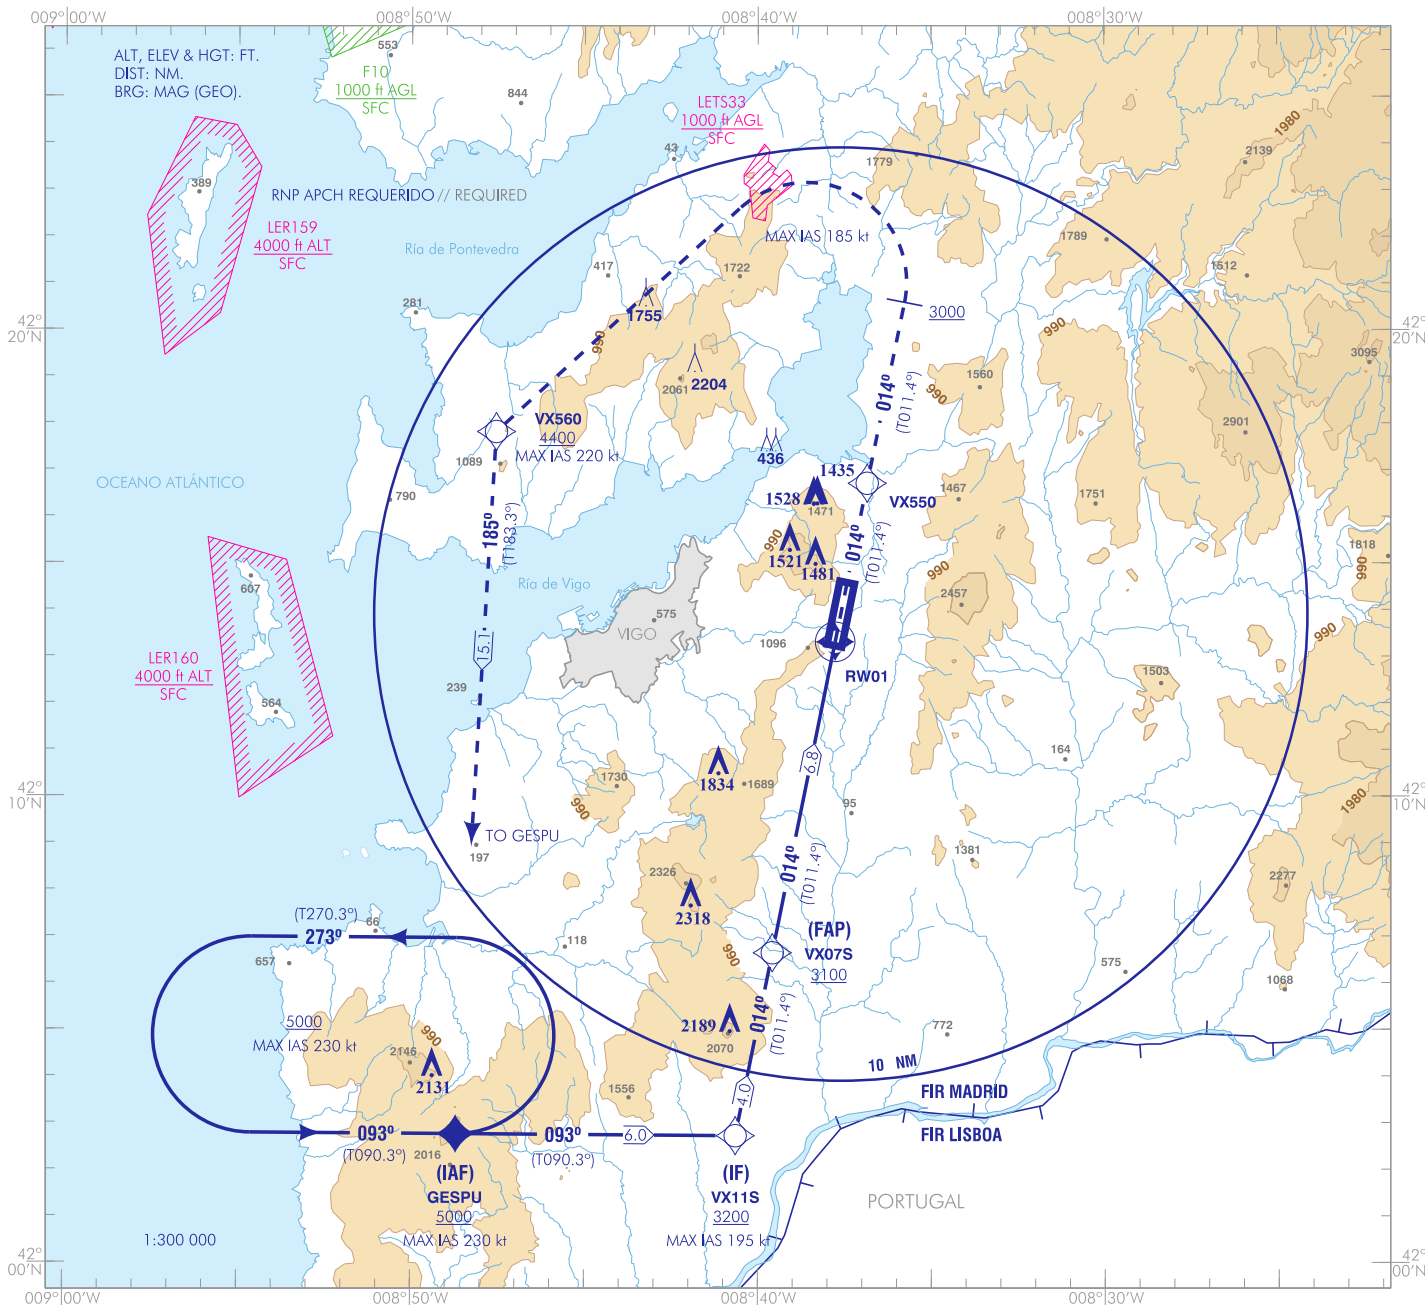 009°00'W
008°50'W
008°40'W
008°30'W
ALT, ELEV & HGT: FT.
DIST: NM.
BRG: MAG (GEO).
553
F10
1000 ft AGL
SFC
844
LETS33
1000 ft AGL
SFC
43
1779
1980
2139
389
RNP APCH REQUERIDO // REQUIRED
LER159
4000 ft ALT
SFC
Ría de Pontevedra
MAX IAS 185 kt
1789
417
1722
1512
281
1755
3000
42°
20'N
42°
20'N
990
990
990
3095
2204
2061
1560
014°
(T011.4°)
VX560
4400
MAX IAS 220 kt
1089
2901
436
1435
OCEANO ATLÁNTICO
790
1528
1471
VX550
1467
1751
185°
(T183.3°)
990
1521
1481
014°
(T011.4°)
990
1818
990
607
Ría de Vigo
575
2457
VIGO
1096
990
LER160
4000 ft ALT
SFC
15.1
RW01
1503
564
239
6.8
164
1730
1834
1689
990
95
1980
42°
10'N
42°
10'N
TO GESPU
197
1381
014°
(T011.4°)
2326
2318
2277
(T270.3°)
273°
66
118
(FAP)
VX07S
3100
990
657
575
1068
5000
MAX IAS 230 kt
990
2189
2070
014°
(T011.4°)
772
2146
2131
10 NM
1556
4.0
FIR MADRID
FIR LISBOA
093°
(T090.3°)
093°
(T090.3°)
6.0
2016
(IAF)
GESPU
5000
MAX IAS 230 kt
(IF)
VX11S
3200
MAX IAS 195 kt
PORTUGAL
1:300 000
42°
00'N
42°
00'N
009°00'W
008°50'W
008°40'W
008°30'W